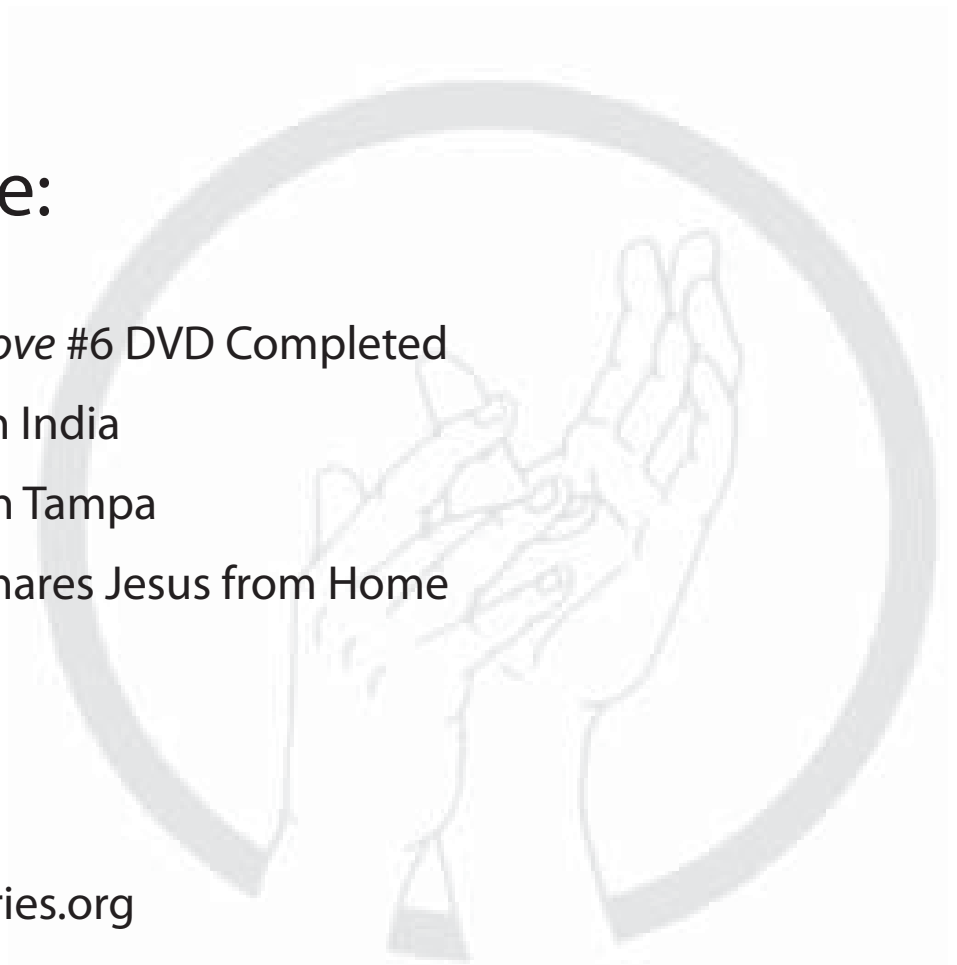 e:
ove #6 DVD Completed
n India
n Tampa
hares Jesus from Home
ries.org